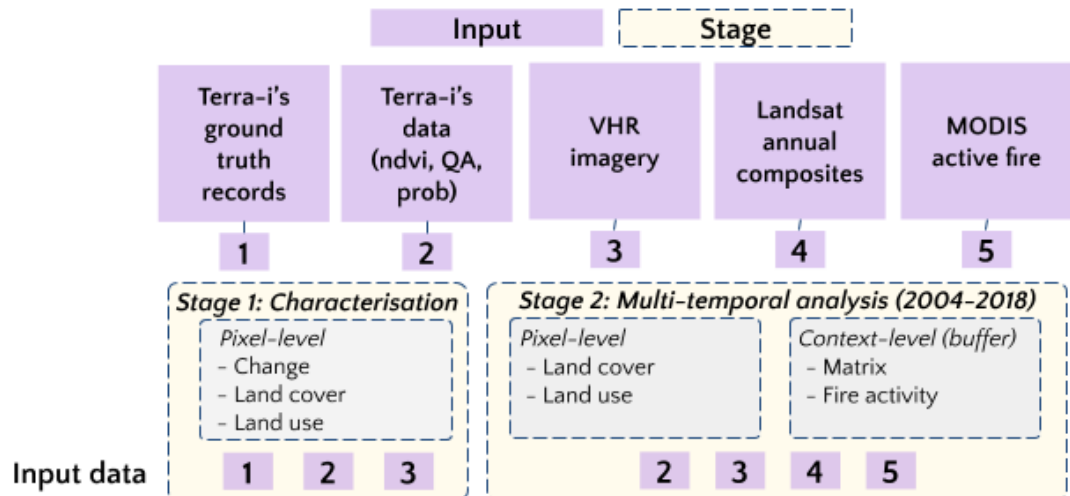 Input
Stage
Terra-i's
ground
truth
records
Terra-i's
data
(ndvi, QA,
prob)
VHR
imagery
Landsat
annual
composites
MODIS
active fire
1
2
3
4
5
Stage 1: Characterisation
Pixel-level
- Change
- Land cover
- Land use
Stage 2: Multi-temporal analysis (2004-2018)
Pixel-level
- Land cover
- Land use
Context-level (buffer)
- Matrix
- Fire activity
Input data
1 2 3
2 3 4 5